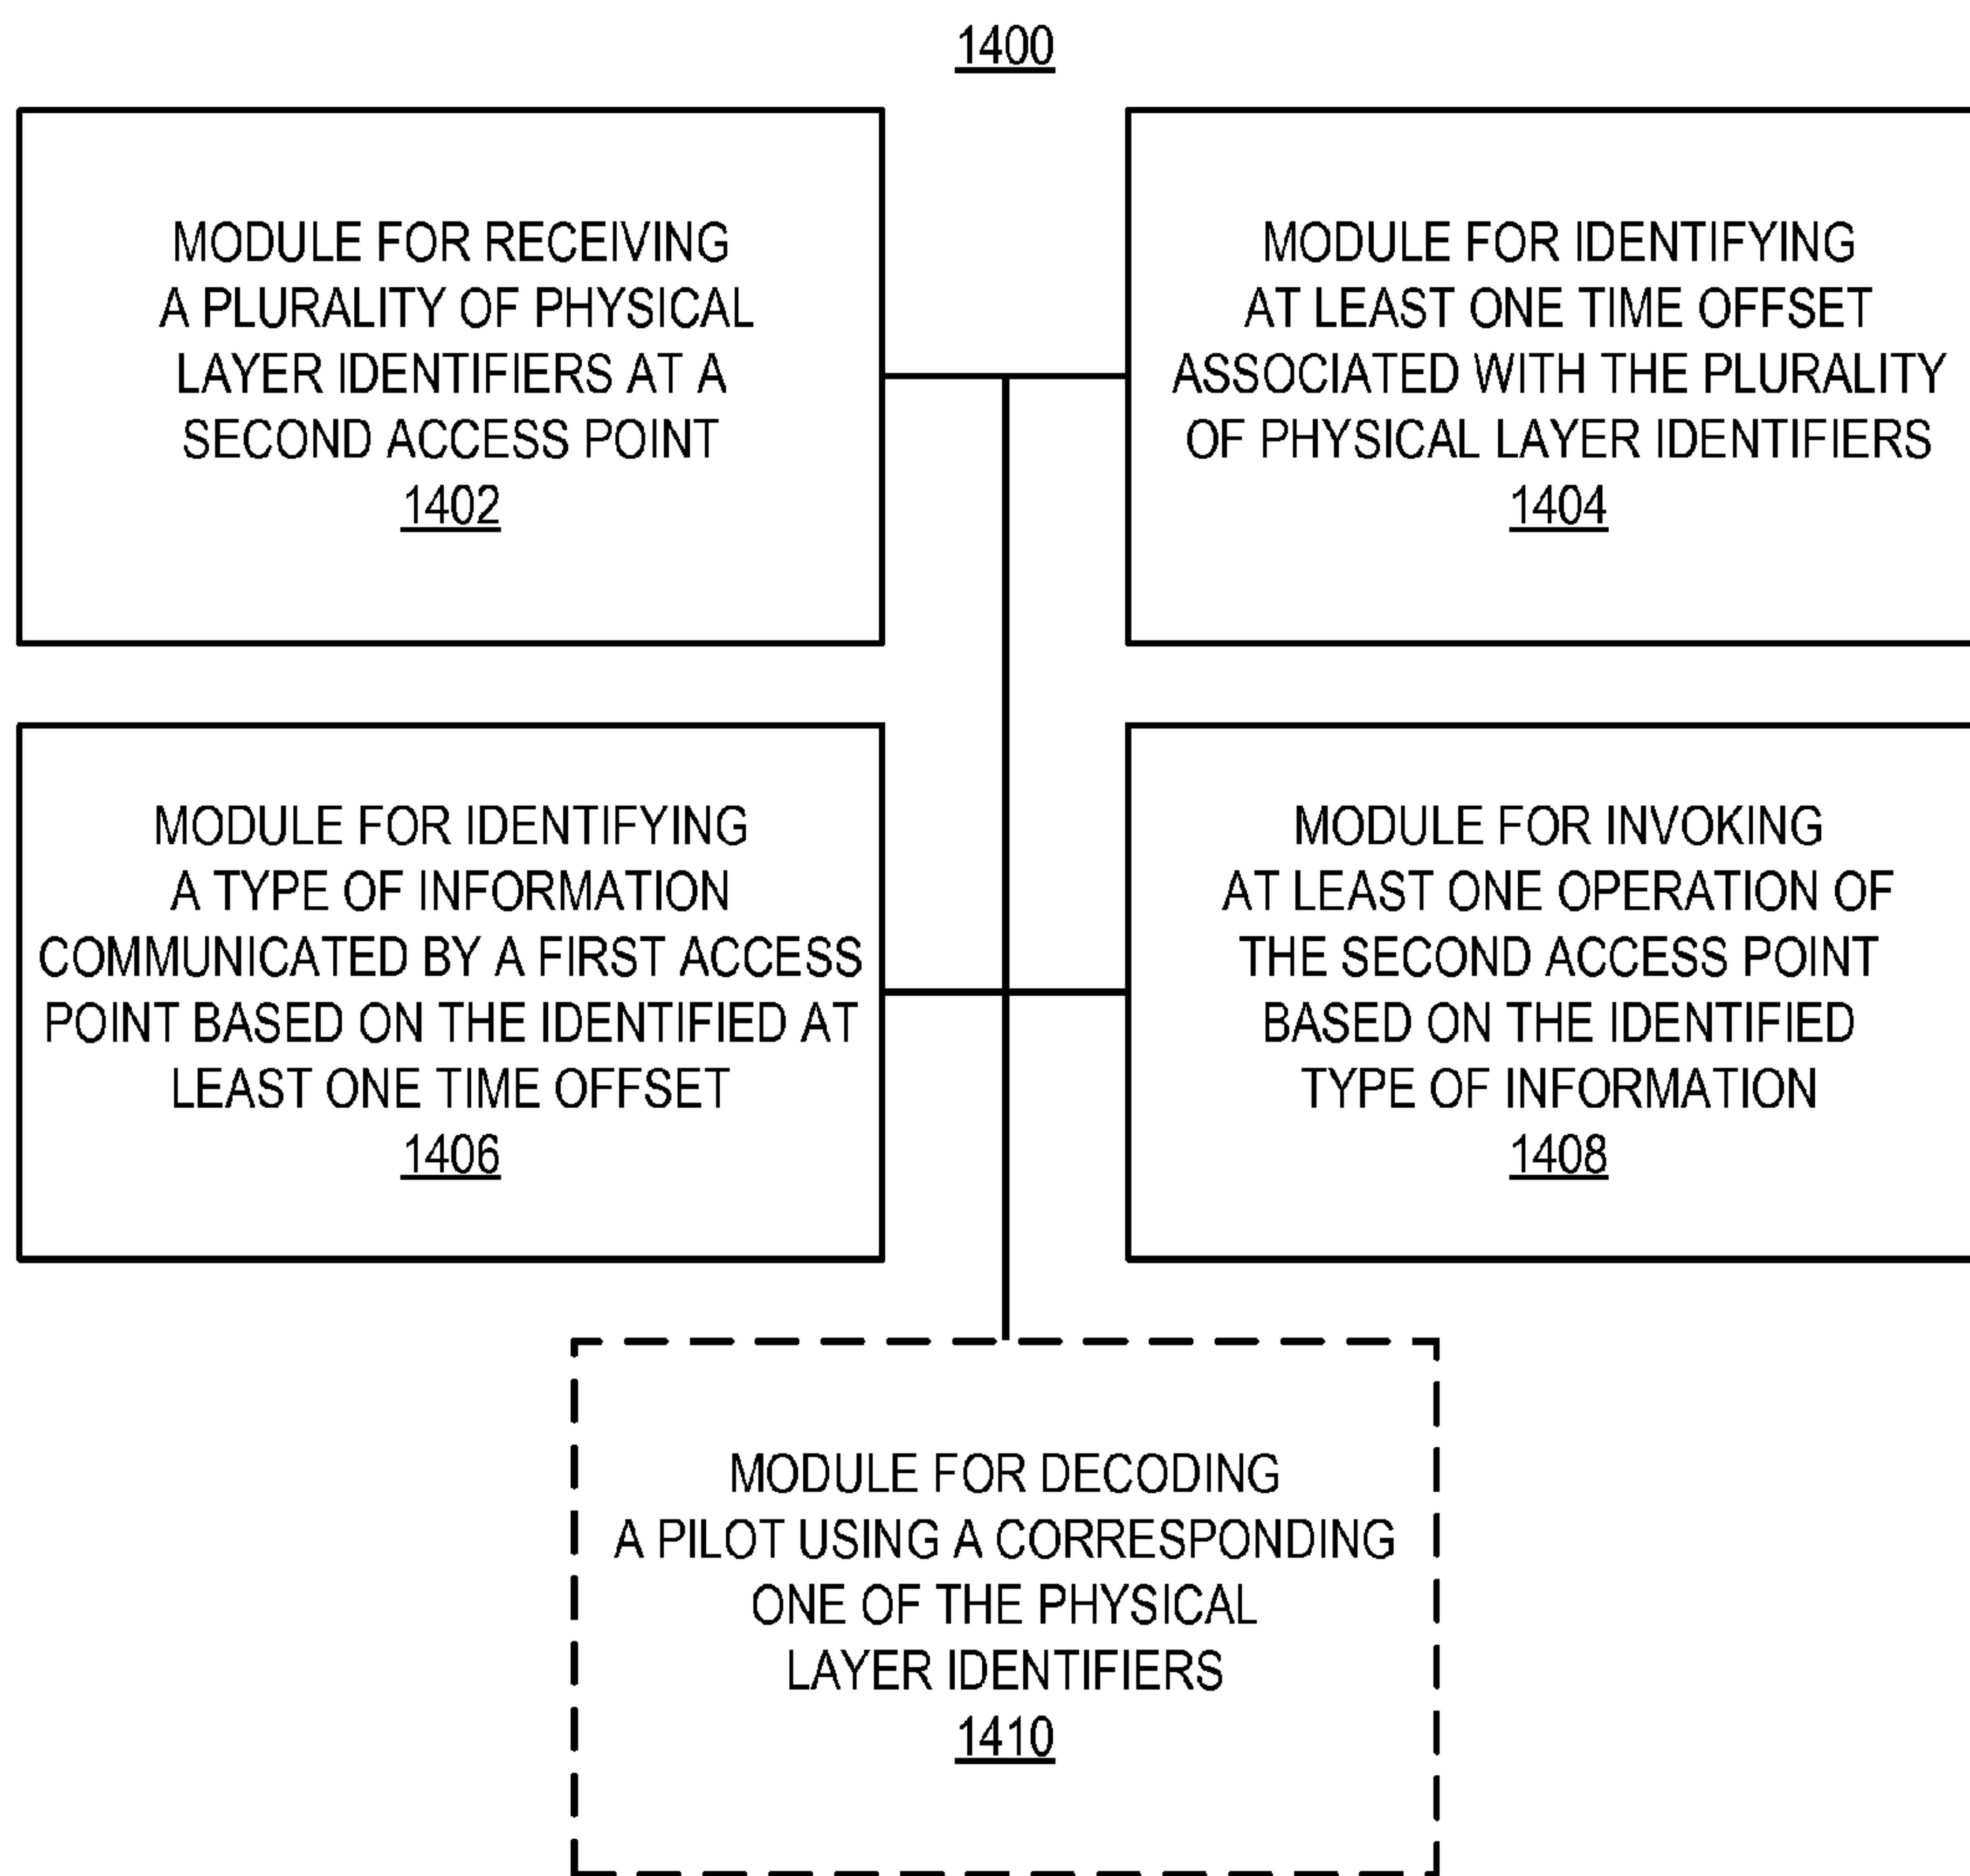 1400
MODULE FOR RECEIVING
A PLURALITY OF PHYSICAL
LAYER IDENTIFIERS AT A
SECOND ACCESS POINT
1402
MODULE FOR IDENTIFYING
AT LEAST ONE TIME OFFSET
ASSOCIATED WITH THE PLURALITY
OF PHYSICAL LAYER IDENTIFIERS
1404
MODULE FOR IDENTIFYING
A TYPE OF INFORMATION
COMMUNICATED BY A FIRST ACCESS
POINT BASED ON THE IDENTIFIED AT
LEAST ONE TIME OFFSET
1406
MODULE FOR INVOKING
AT LEAST ONE OPERATION OF
THE SECOND ACCESS POINT
BASED ON THE IDENTIFIED
TYPE OF INFORMATION
1408
MODULE FOR DECODING
A PILOT USING A CORRESPONDING
ONE OF THE PHYSICAL
LAYER IDENTIFIERS
1410